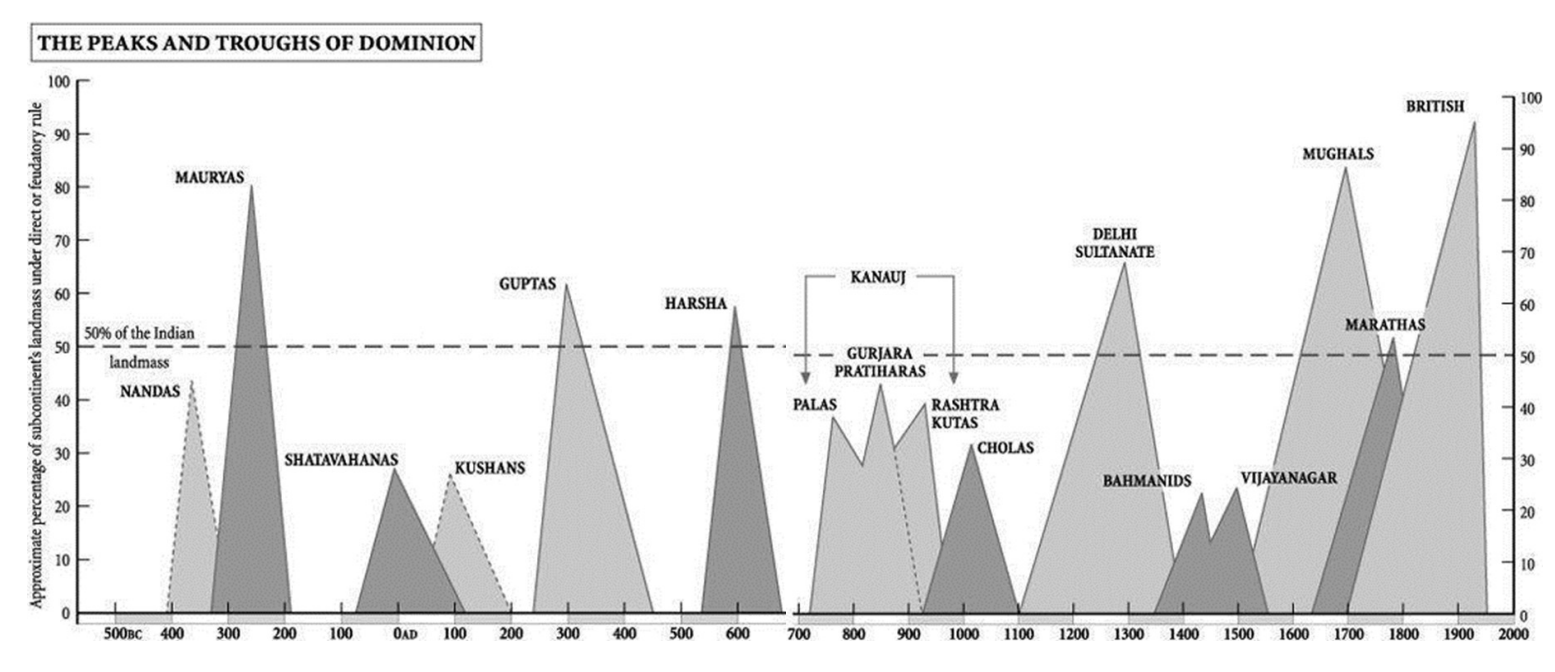 THE PEAKS AND TROUGHS OF DOMINION
Approximate percentage of subcontinent's landmass under direct or feudatory rule
100
90
80
70
60
50
40
30
20
10
0
50% of the Indian
landmass
NANDAS
MAURYAS
SHATAVAHANAS
KUSHANS
GUPTAS
HARSHA
KANAUJ
PALAS
GURJARA
PRATIHARAS
RASHTRA
KUTAS
CHOLAS
DELHI
SULTANATE
BAHMANIDS
VIJAYANAGAR
MUGHALS
MARATHAS
BRITISH
100
90
80
70
60
50
40
30
20
10
0
500BC 400 300 200 100 0AD 100 200 300 400 500 600 700 800 900 1000 1100 1200 1300 1400 1500 1600 1700 1800 1900 2000